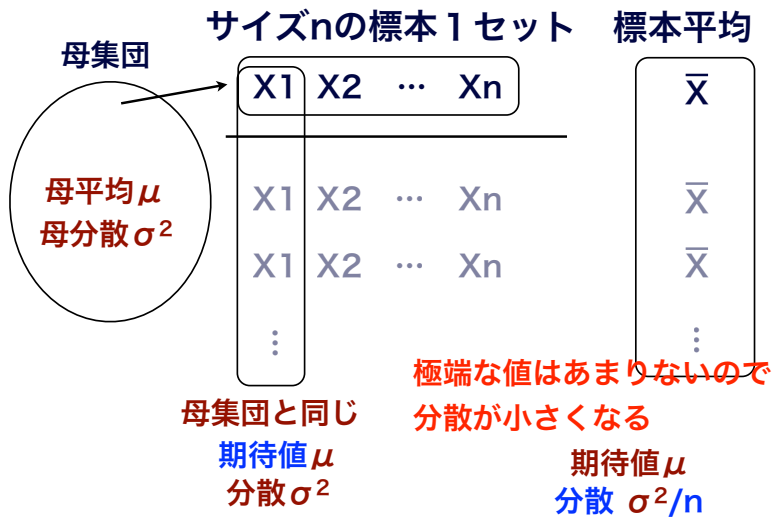 サイズnの標本１セット
標本平均
母集団
X1 X2 … Xn
X̅
母平均μ
母分散σ²
X1 X2 … Xn
X̅
X1 X2 … Xn
X̅
⋮
⋮
極端な値はあまりないので
分散が小さくなる
母集団と同じ
期待値μ
分散σ²
期待値μ
分散 σ²/n